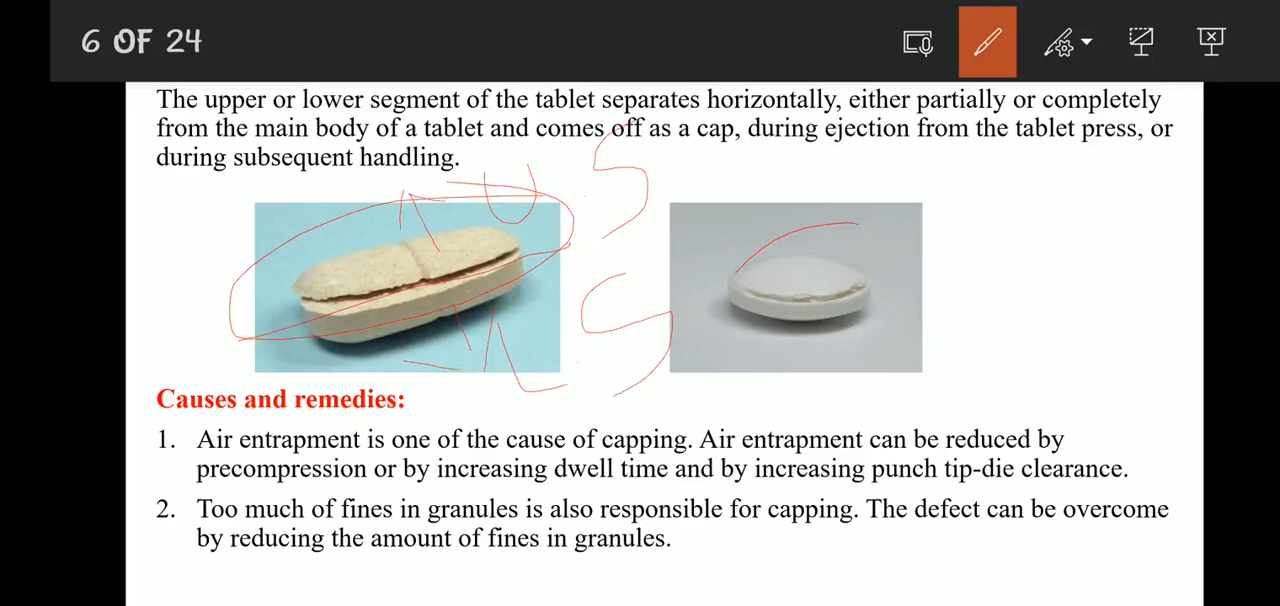 6 OF 24
The upper or lower segment of the tablet separates horizontally, either partially or completely
from the main body of a tablet and comes off as a cap, during ejection from the tablet press, or
during subsequent handling.
U S
L S
Causes and remedies:
1. Air entrapment is one of the cause of capping. Air entrapment can be reduced by
precompression or by increasing dwell time and by increasing punch tip-die clearance.
2. Too much of fines in granules is also responsible for capping. The defect can be overcome
by reducing the amount of fines in granules.